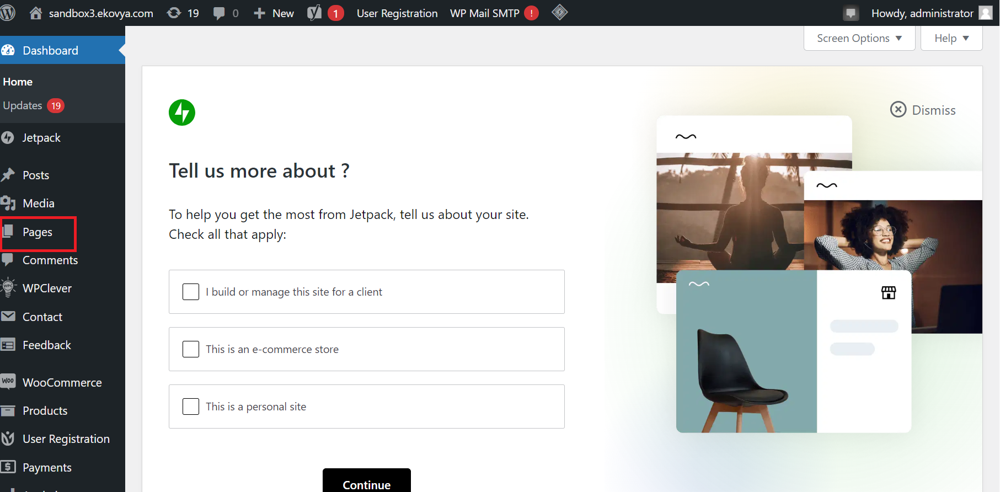 sandbox3.ekovya.com 19 0 New 1 User Registration WP Mail SMTP ! Howdy, administrator
Screen Options ▼ Help ▼
Dashboard
Home
Updates 19
Jetpack
Posts
Media
Pages
Comments
WPC WPClever
Contact
Feedback
Woo WooCommerce
Products
User Registration
Payments
Dismiss
Tell us more about ?
To help you get the most from Jetpack, tell us about your site.
Check all that apply:
I build or manage this site for a client
This is an e-commerce store
This is a personal site
Continue